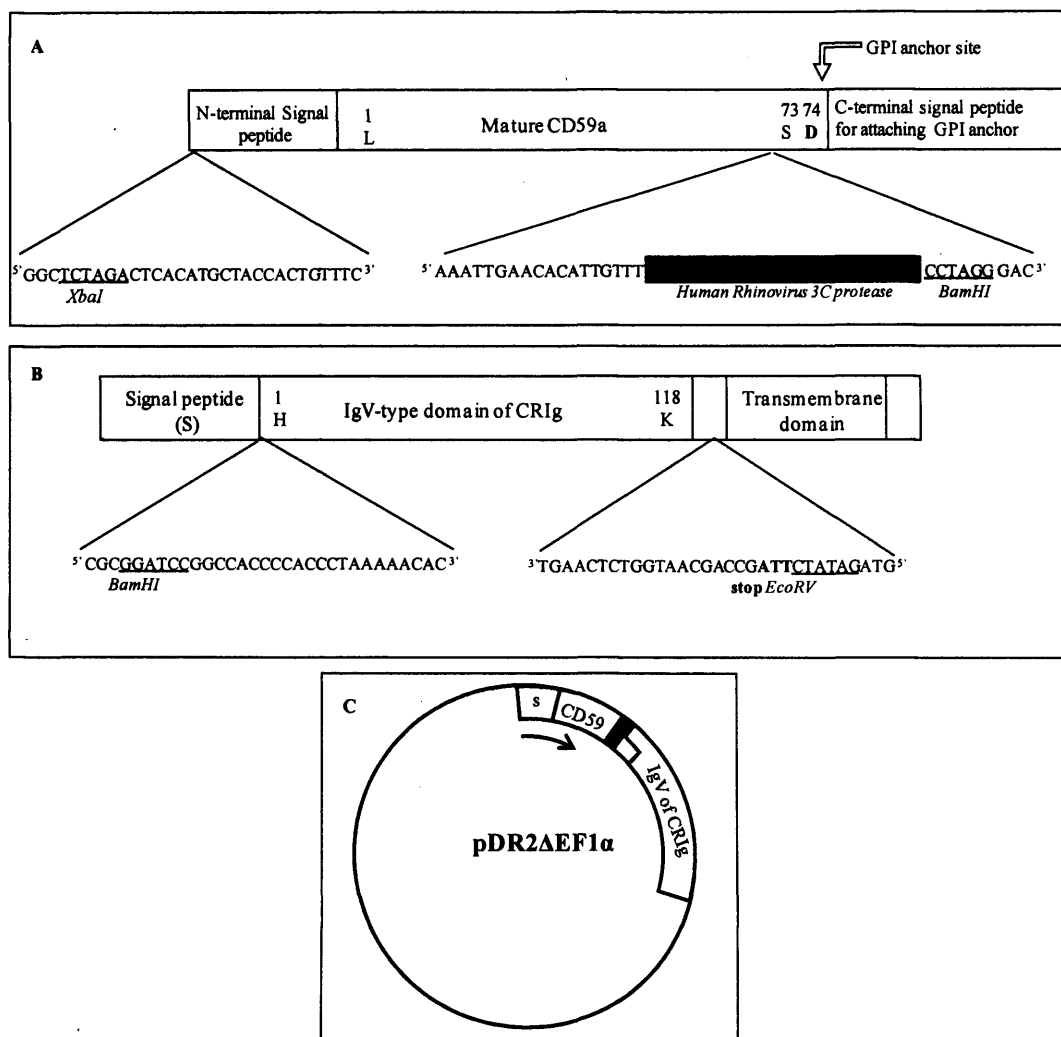 A
GPI anchor site
N-terminal Signal peptide
1
L
Mature CD59a
73 74
S D
C-terminal signal peptide for attaching GPI anchor
5'GGCTCTAGACTCACATGCTACCACTGTTTC3'
XbaI
5'AAATTGAACACATTGTTT CCTAGG GAC3'
Human Rhinovirus 3C protease
BamHI
B
Signal peptide (S)
1
H
IgV-type domain of CRIg
118
K
Transmembrane domain
5'CGCGGATCCGGCCACCCCACCCTAAAAACAC3'
BamHI
3'TGAACTCTGGTAACGACCGATTCTATAGATG5'
stop EcoRV
C
s
CD59
IgV of CRIg
pDR2ΔEF1α